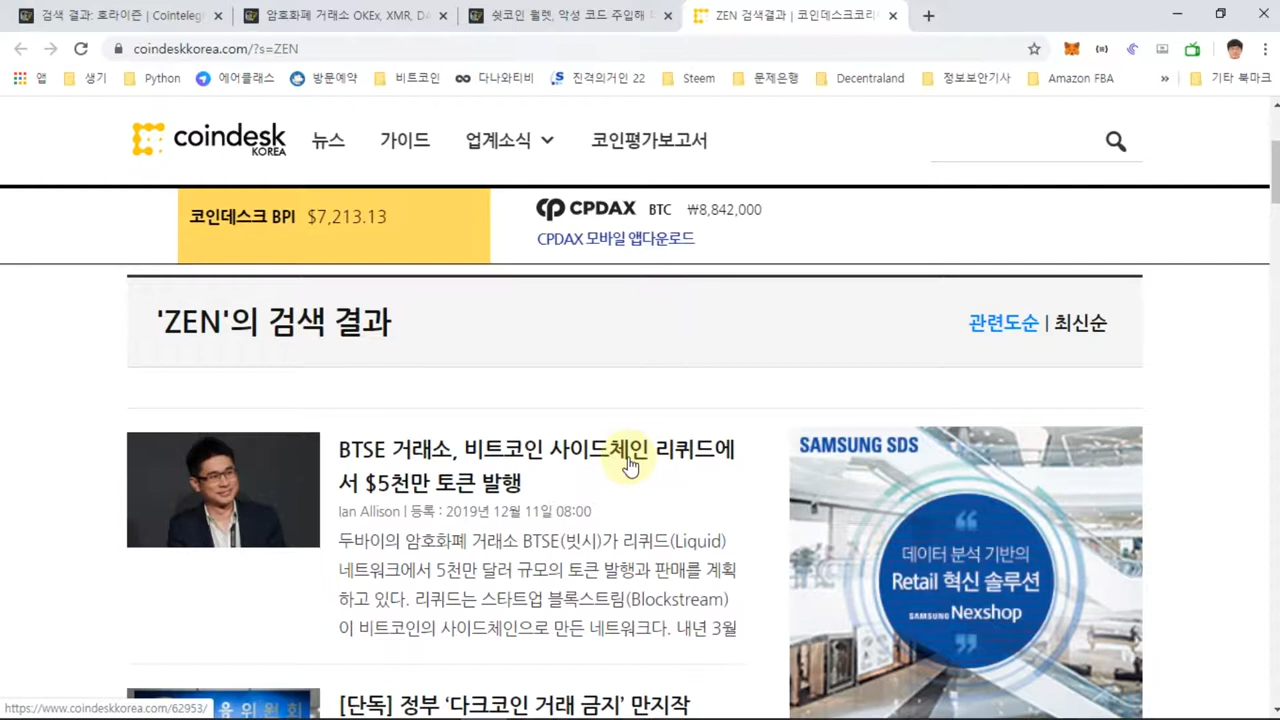 검색 결과: 호라이즌 | Cointeleg
암호화폐 거래소 OKEx, XMR, DA
쉿코인 월렛, 악성 코드 주입해
ZEN 검색결과 | 코인데스크코리
coindeskkorea.com/?s=ZEN
앱 생기 Python 에어클래스 방문예약 비트코인 다나와티비 진격의거인 22 Steem 문제은행 Decentraland 정보보안기사 Amazon FBA » 기타 북마크
coindesk KOREA
뉴스 가이드 업계소식 코인평가보고서
코인데스크 BPI $7,213.13
CPDAX BTC ₩8,842,000
CPDAX 모바일 앱다운로드
'ZEN'의 검색 결과
관련도순 | 최신순
BTSE 거래소, 비트코인 사이드체인 리퀴드에
서 $5천만 토큰 발행
Ian Allison | 등록 : 2019년 12월 11일 08:00
두바이의 암호화폐 거래소 BTSE(빗시)가 리퀴드(Liquid)
네트워크에서 5천만 달러 규모의 토큰 발행과 판매를 계획
하고 있다. 리퀴드는 스타트업 블록스트림(Blockstream)
이 비트코인의 사이드체인으로 만든 네트워크다. 내년 3월
SAMSUNG SDS
데이터 분석 기반의
Retail 혁신 솔루션
SAMSUNG Nexshop
[단독] 정부 ‘다크코인 거래 금지’ 만지작
융위원회
https://www.coindeskkorea.com/62953/